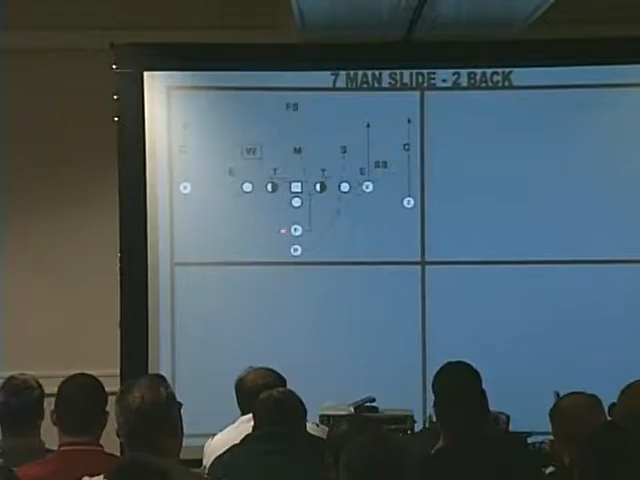 7 MAN SLIDE - 2 BACK
FS
C
W M S C
E T T E SS